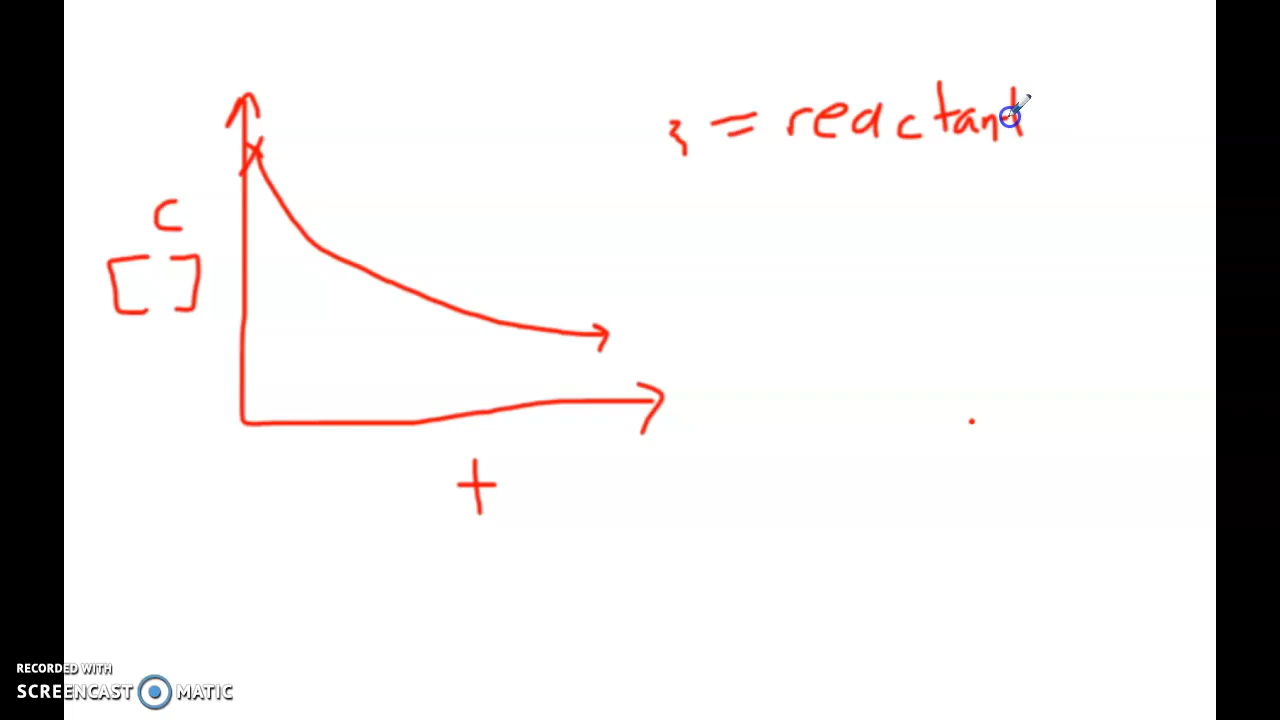 = reactant
C
[ ]
t
RECORDED WITH
SCREENCAST MATIC